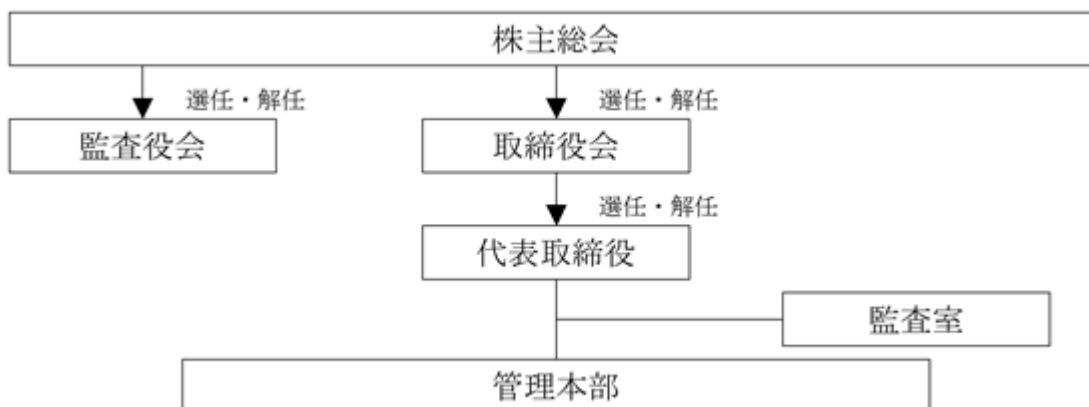 株主総会
選任・解任
選任・解任
監査役会
取締役会
選任・解任
代表取締役
監査室
管理本部